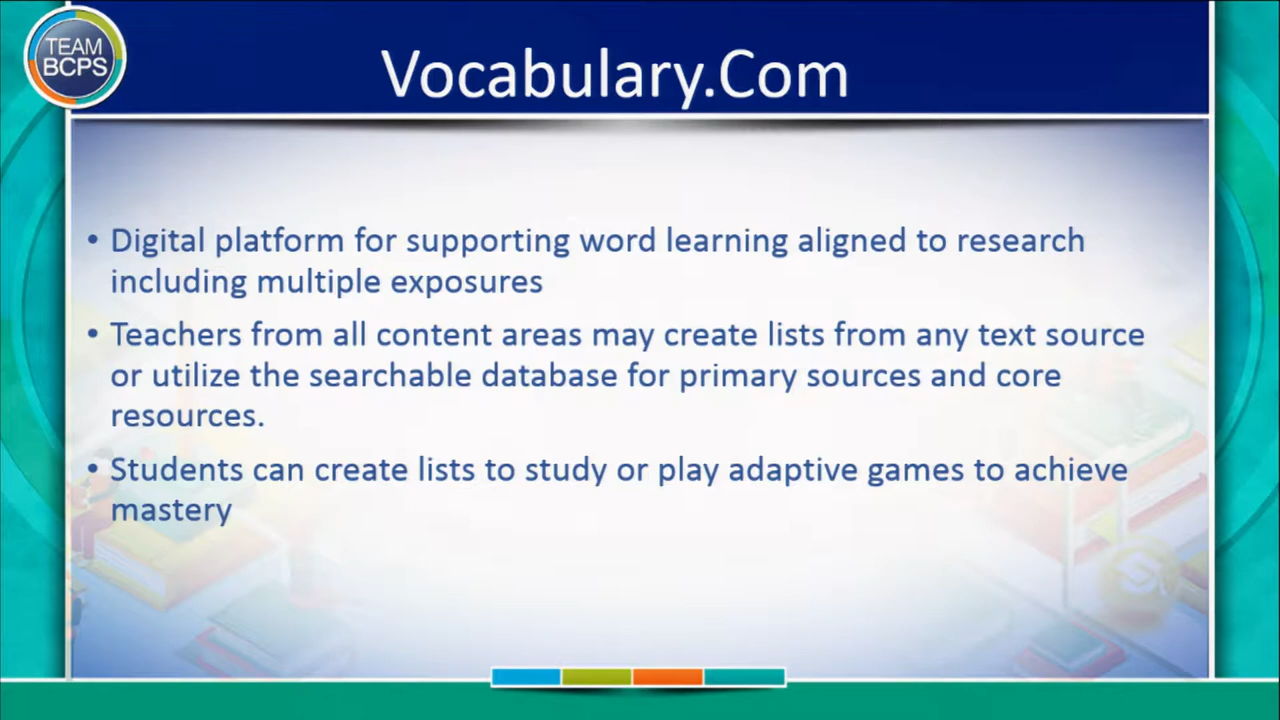 TEAM
BCPS
Vocabulary.Com
• Digital platform for supporting word learning aligned to research
including multiple exposures
• Teachers from all content areas may create lists from any text source
or utilize the searchable database for primary sources and core
resources.
• Students can create lists to study or play adaptive games to achieve
mastery